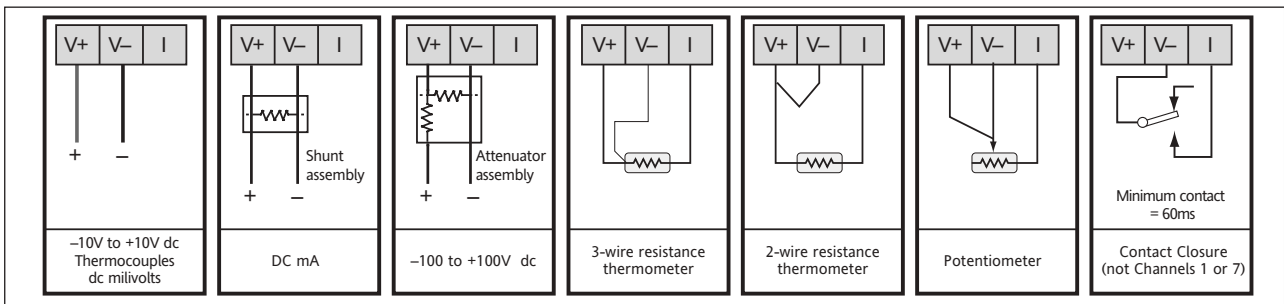 V+ V– I
+ –
–10V to +10V dc
Thermocouples
dc milivolts
V+ V– I
Shunt
assembly
+ –
DC mA
V+ V– I
Attenuator
assembly
+ –
–100 to +100V dc
V+ V– I
3-wire resistance
thermometer
V+ V– I
2-wire resistance
thermometer
V+ V– I
Potentiometer
V+ V– I
Minimum contact
= 60ms
Contact Closure
(not Channels 1 or 7)